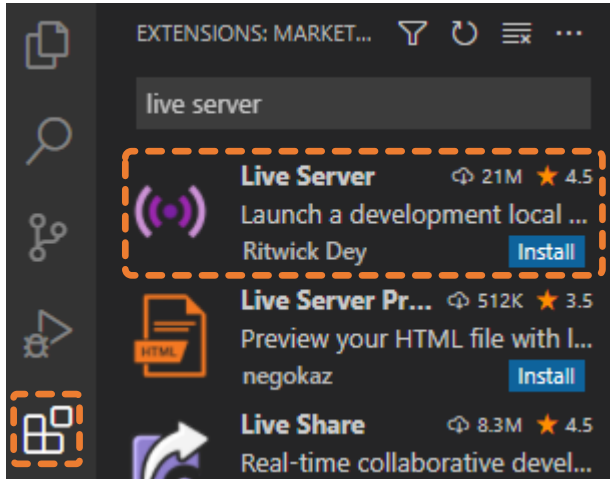 EXTENSIONS: MARKET...
live server
Live Server 21M 4.5
Launch a development local ...
Ritwick Dey Install
Live Server Pr... 512K 3.5
Preview your HTML file with l...
HTML
negokaz Install
Live Share 8.3M 4.5
Real-time collaborative devel...